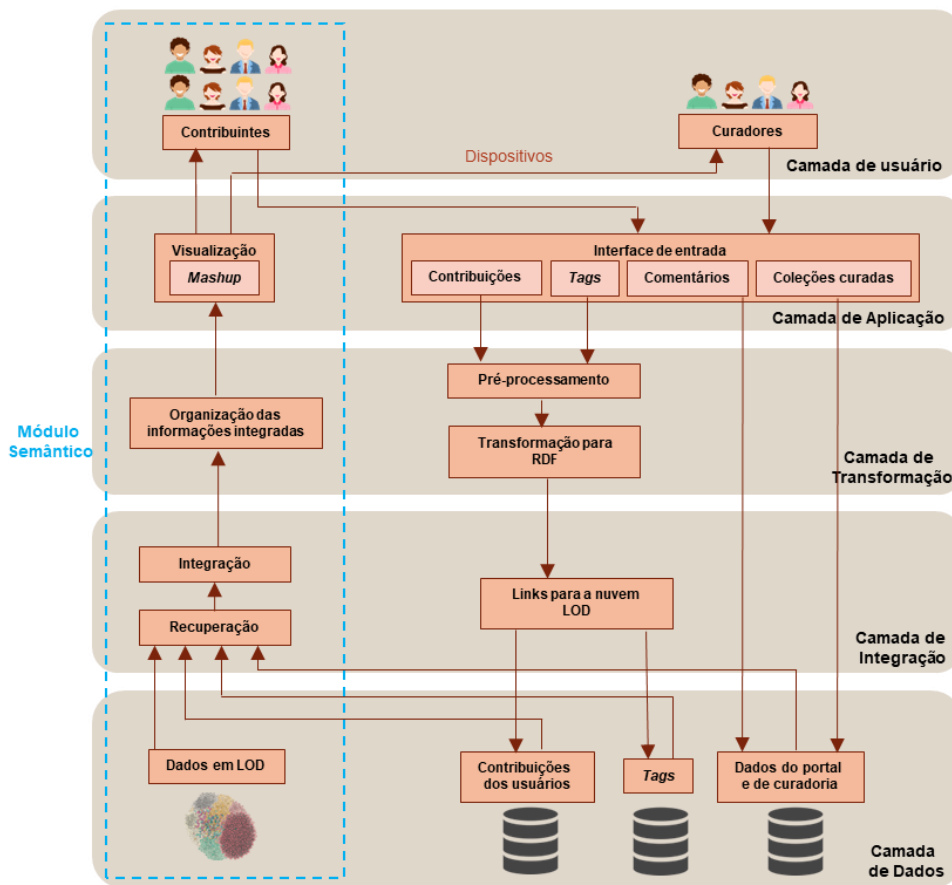 Contribuintes
Curadores
Dispositivos
Camada de usuário
Visualização
Mashup
Interface de entrada
Contribuições
Tags
Comentários
Coleções curadas
Camada de Aplicação
Pré-processamento
Organização das
informações integradas
Transformação para
RDF
Módulo
Semântico
Camada de
Transformação
Integração
Links para a nuvem
LOD
Recuperação
Camada de
Integração
Dados em LOD
Contribuições
dos usuários
Tags
Dados do portal
e de curadoria
Camada
de Dados